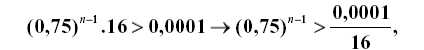 (0,75)ⁿ⁻¹.16 > 0,0001 → (0,75)ⁿ⁻¹ > 0,0001/16,